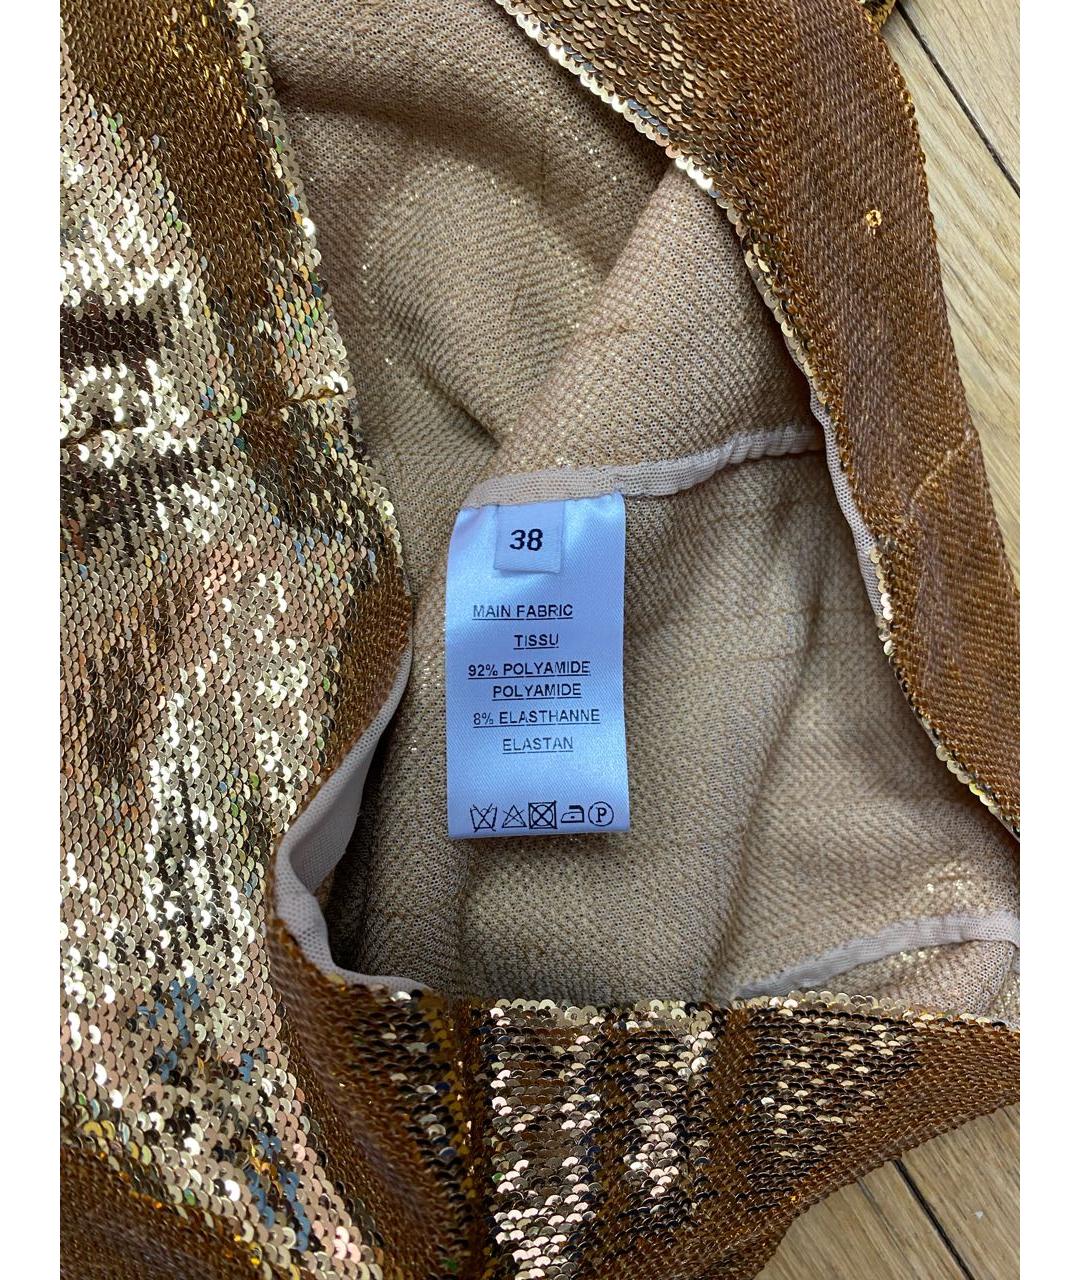 38
MAIN FABRIC
TISSU
92% POLYAMIDE
POLYAMIDE
8% ELASTHANNE
ELASTAN
P